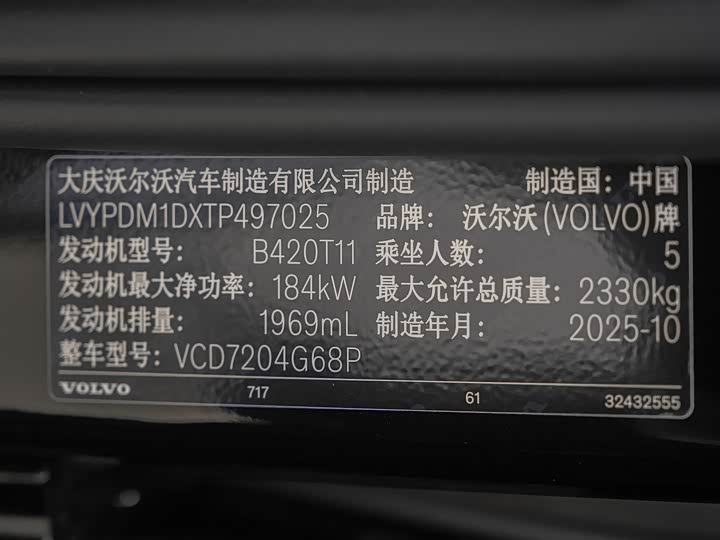 大庆沃尔沃汽车制造有限公司制造 制造国：中国
LVYPDM1DXTP497025 品牌：沃尔沃(VOLVO)牌
发动机型号：B420T11 乘坐人数：5
发动机最大净功率：184kW 最大允许总质量：2330kg
发动机排量：1969mL 制造年月：2025-10
整车型号：VCD7204G68P
VOLVO 717 61 32432555